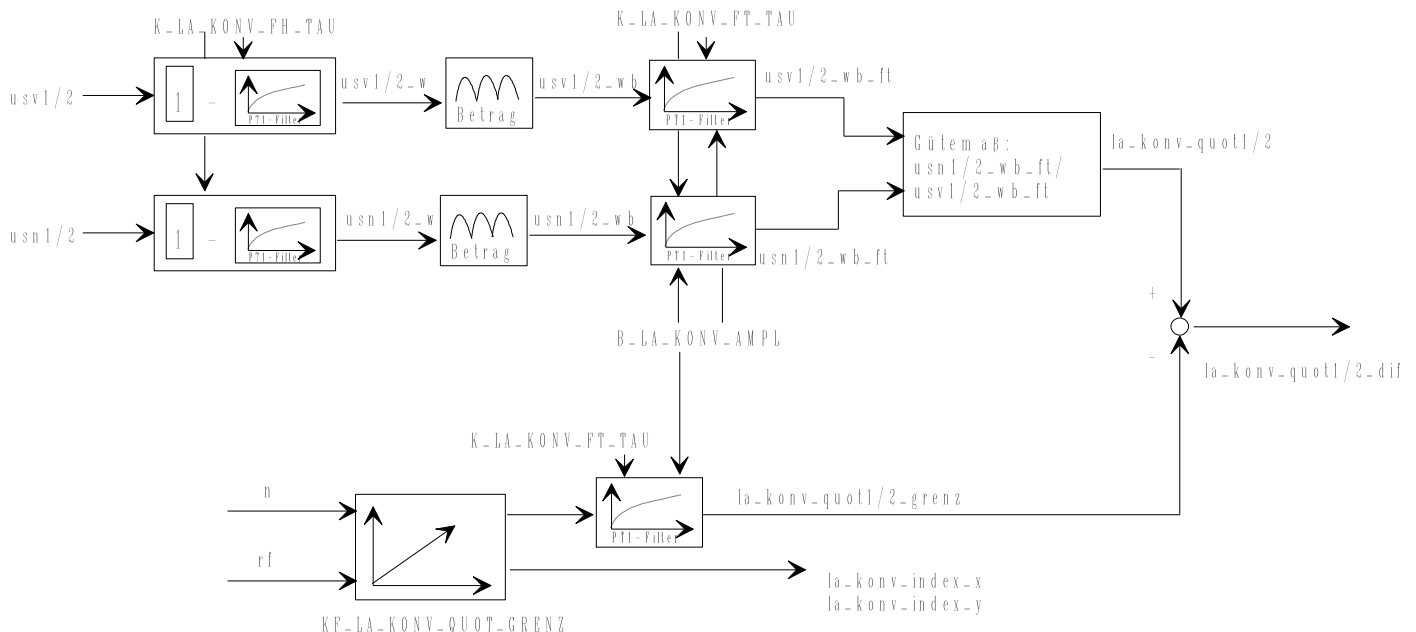 K_LA_KONV_FH_TAU
K_LA_KONV_FT_TAU
usv1/2
1 -
PT1-Filter
usv1/2_w
Betrag
usv1/2_wb
PT1-Filter
usv1/2_wb_ft
Gütemaß:
usn1/2_wb_ft/
usv1/2_wb_ft
la_konv_quot1/2
usn1/2
1 -
PT1-Filter
usn1/2_w
Betrag
usn1/2_wb
PT1-Filter
usn1/2_wb_ft
B_LA_KONV_AMPL
+
-
la_konv_quot1/2_dif
K_LA_KONV_FT_TAU
n
rf
PT1-Filter
la_konv_quot1/2_grenz
la_konv_index_x
la_konv_index_y
KF_LA_KONV_QUOT_GRENZ